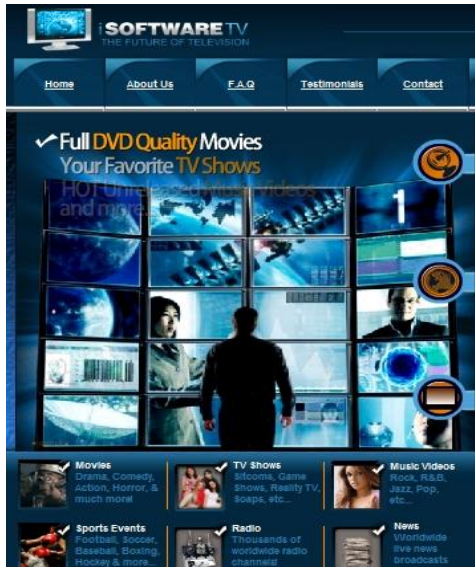 iSOFTWARETV
THE FUTURE OF TELEVISION
Home
About Us
F.A.Q
Testimonials
Contact
Full DVD Quality Movies
Your Favorite TV Shows
HOT Unreleased Music Videos
and more..
1
Movies
Drama, Comedy,
Action, Horror, &
much more!
TV Shows
Sitcoms, Game
Shows, Reality TV,
Soaps, etc...
Music Videos
Rock, R&B,
Jazz, Pop,
etc...
Sports Events
Football, Soccer,
Baseball, Boxing,
Hockey & more...
Radio
Thousands of
worldwide radio
channels!
News
Worldwide
live news
broadcasts